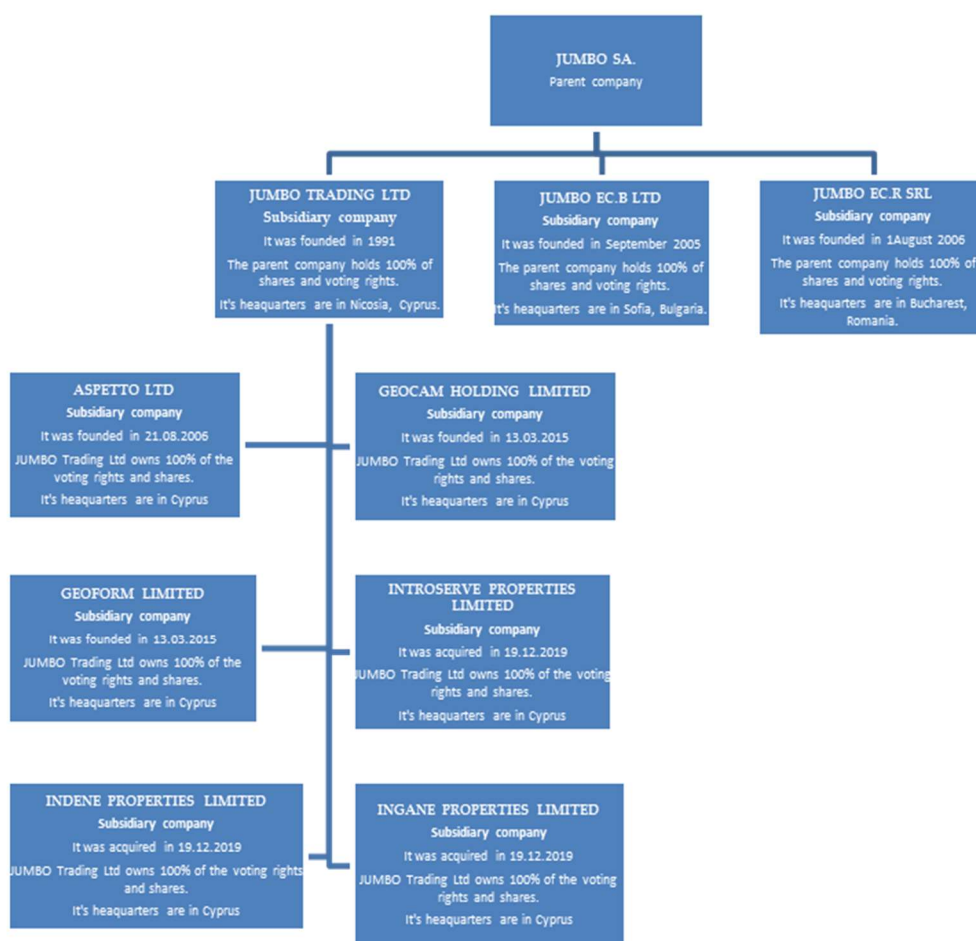 JUMBO SA.
Parent company
JUMBO TRADING LTD
Subsidiary company
It was founded in 1991
The parent company holds 100% of
shares and voting rights.
It's heaquarters are in Nicosia, Cyprus.
JUMBO EC.B LTD
Subsidiary company
It was founded in September 2005
The parent company holds 100% of
shares and voting rights.
It's heaquarters are in Sofia, Bulgaria.
JUMBO EC.R SRL
Subsidiary company
It was founded in 1August 2006
The parent company holds 100% of
shares and voting rights.
It's heaquarters are in Bucharest,
Romania.
ASPETTO LTD
Subsidiary company
It was founded in 21.08.2006
JUMBO Trading Ltd owns 100% of the
voting rights and shares.
It's heaquarters are in Cyprus
GEOCAM HOLDING LIMITED
Subsidiary company
It was founded in 13.03.2015
JUMBO Trading Ltd owns 100% of the voting
rights and shares.
It's heaquarters are in Cyprus
GEOFORM LIMITED
Subsidiary company
It was founded in 13.03.2015
JUMBO Trading Ltd owns 100% of the
voting rights and shares.
It's heaquarters are in Cyprus
INTROSERVE PROPERTIES
LIMITED
Subsidiary company
It was acquired in 19.12.2019
JUMBO Trading Ltd owns 100% of the voting
rights and shares.
It's heaquarters are in Cyprus
INDENE PROPERTIES LIMITED
Subsidiary company
It was acquired in 19.12.2019
JUMBO Trading Ltd owns 100% of the voting rights
and shares.
It's heaquarters are in Cyprus
INGANE PROPERTIES LIMITED
Subsidiary company
It was acquired in 19.12.2019
JUMBO Trading Ltd owns 100% of the
voting rights and shares.
It's heaquarters are in Cyprus